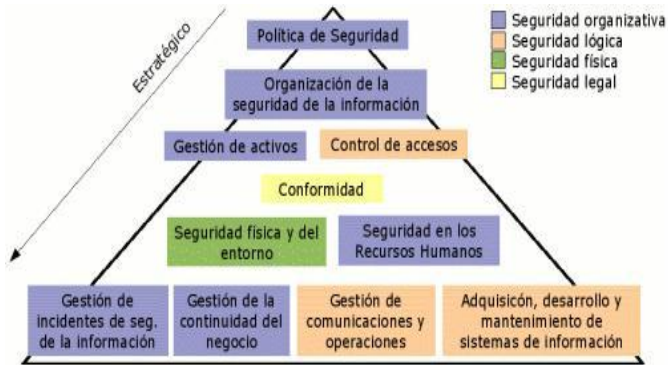 Política de Seguridad
Seguridad organizativa
Seguridad lógica
Seguridad física
Seguridad legal
Estratégico
Organización de la
seguridad de la información
Gestión de activos
Control de accesos
Conformidad
Seguridad física y del
entorno
Seguridad en los
Recursos Humanos
Gestión de
incidentes de seg.
de la información
Gestión de la
continuidad del
negocio
Gestión de
comunicaciones y
operaciones
Adquisicón, desarrollo y
mantenimiento de
sistemas de información